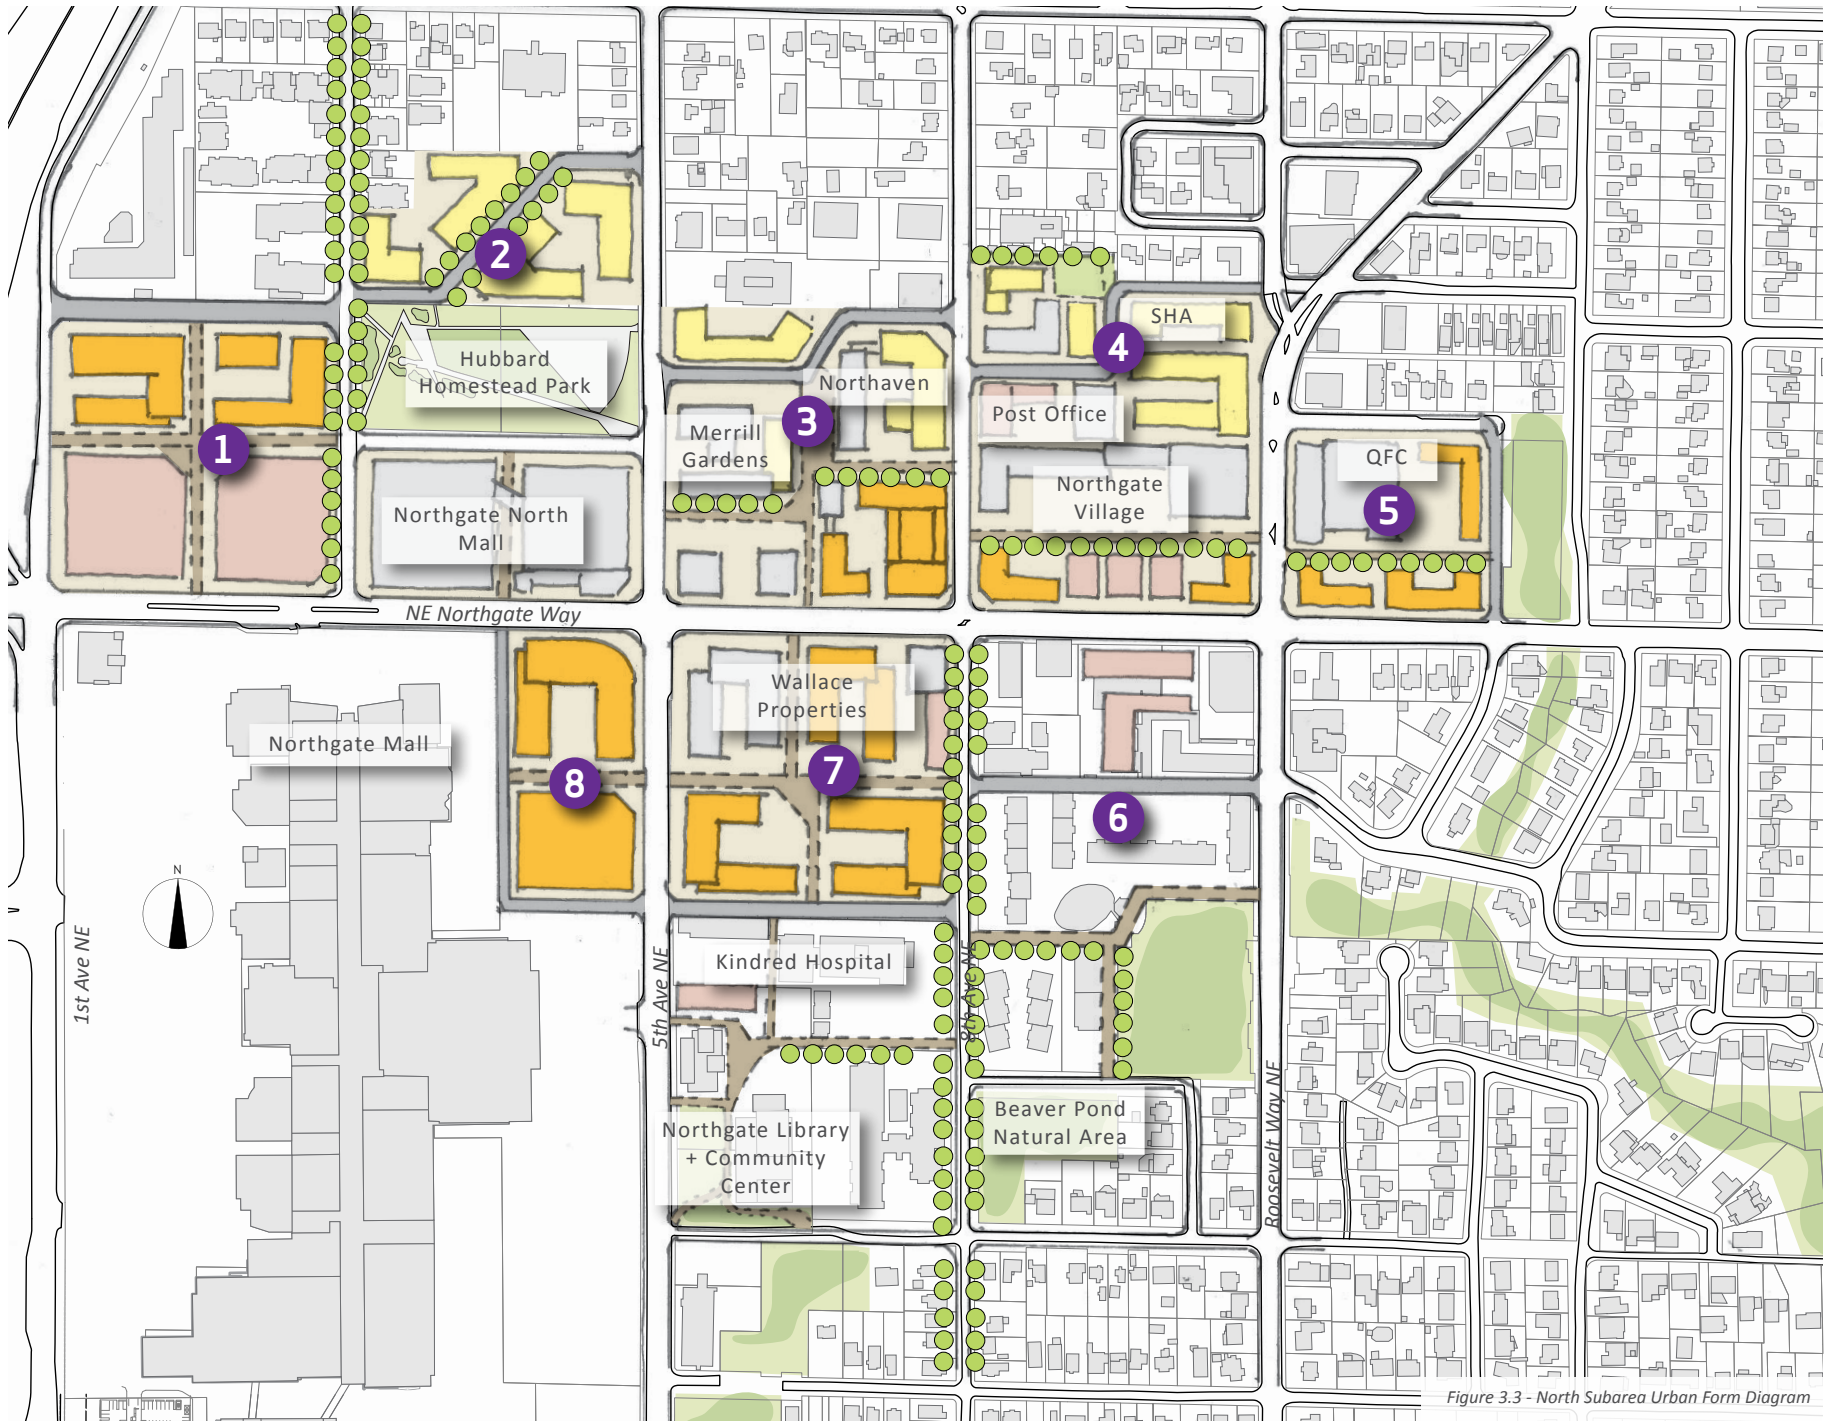 2
SHA
Hubbard
Homestead Park
4
Northaven
3
Post Office
Merrill
Gardens
1
QFC
Northgate
Village
5
Northgate North
Mall
NE Northgate Way
Wallace
Properties
Northgate Mall
7
8
6
N
Kindred Hospital
1st Ave NE
5th Ave NE
8th Ave NE
Roosevelt Way NE
Beaver Pond
Natural Area
Northgate Library
+ Community
Center
Figure 3.3 - North Subarea Urban Form Diagram